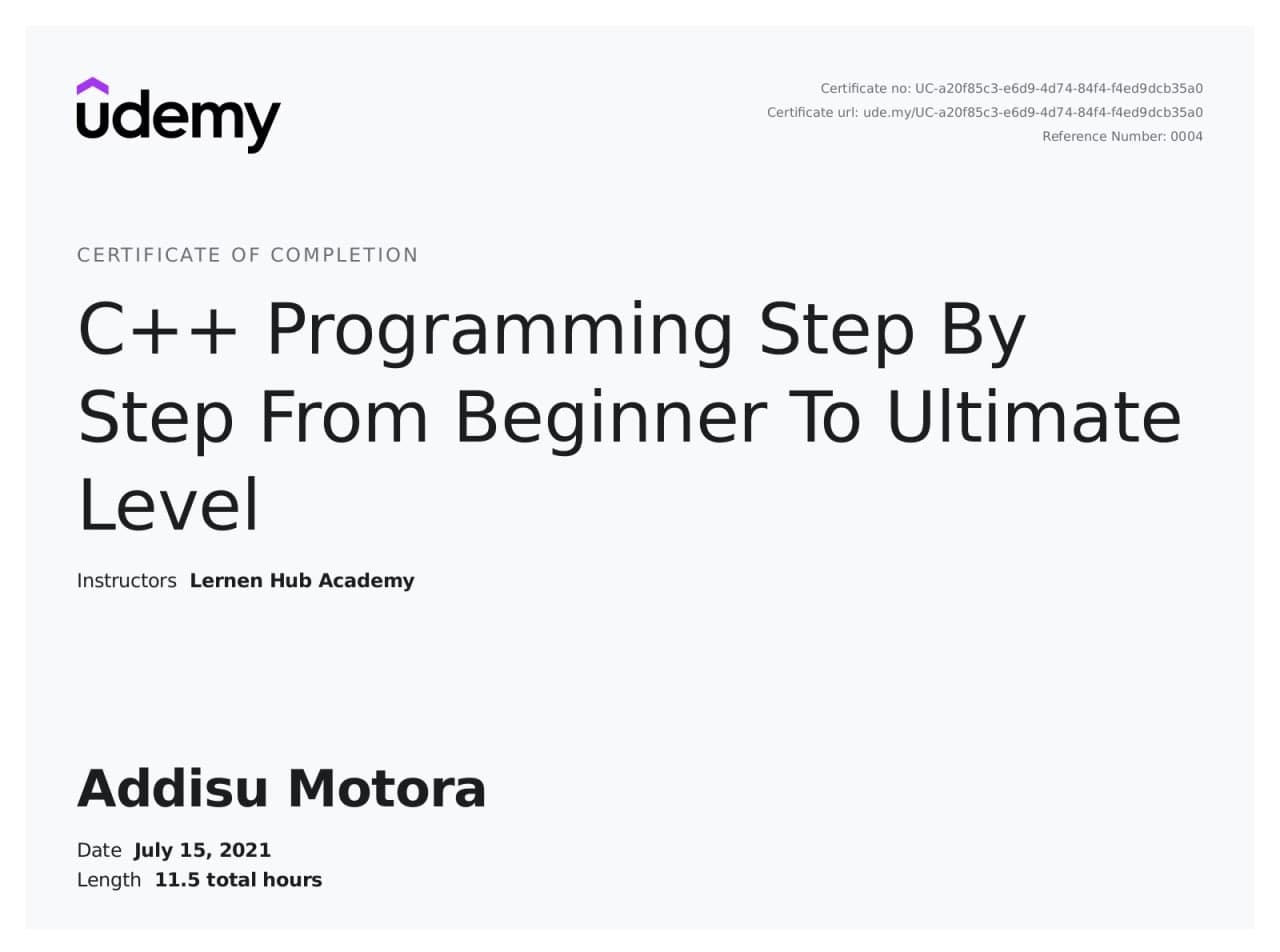 udemy
Certificate no: UC-a20f85c3-e6d9-4d74-84f4-f4ed9dcb35a0
Certificate url: ude.my/UC-a20f85c3-e6d9-4d74-84f4-f4ed9dcb35a0
Reference Number: 0004
CERTIFICATE OF COMPLETION
C++ Programming Step By
Step From Beginner To Ultimate
Level
Instructors Lernen Hub Academy
Addisu Motora
Date July 15, 2021
Length 11.5 total hours